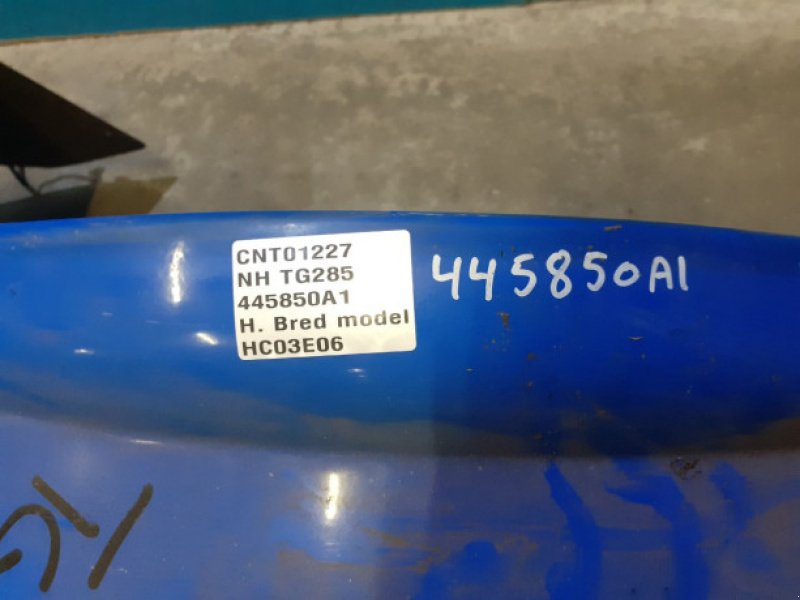 CNT01227
NH TG285
445850A1
H. Bred model
HC03E06
445850A1